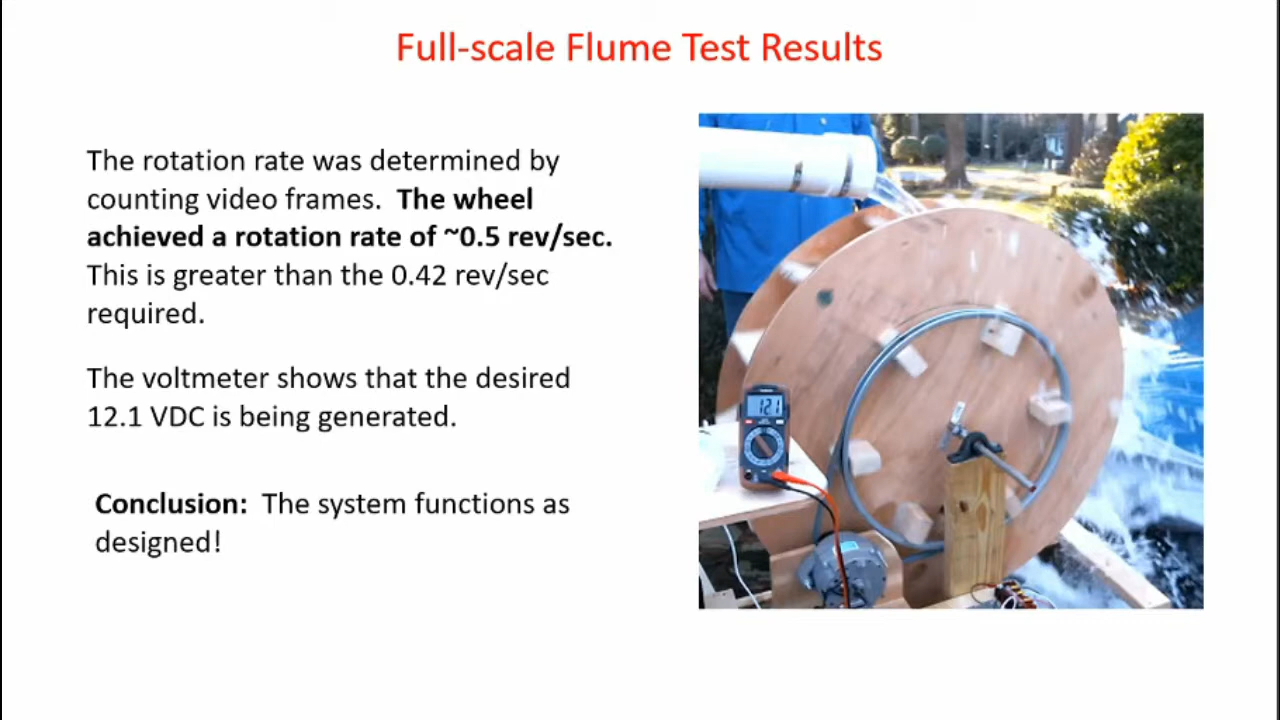 Full-scale Flume Test Results
The rotation rate was determined by
counting video frames.  The wheel
achieved a rotation rate of ~0.5 rev/sec.
This is greater than the 0.42 rev/sec
required.
The voltmeter shows that the desired
12.1 VDC is being generated.
Conclusion:  The system functions as
designed!
121